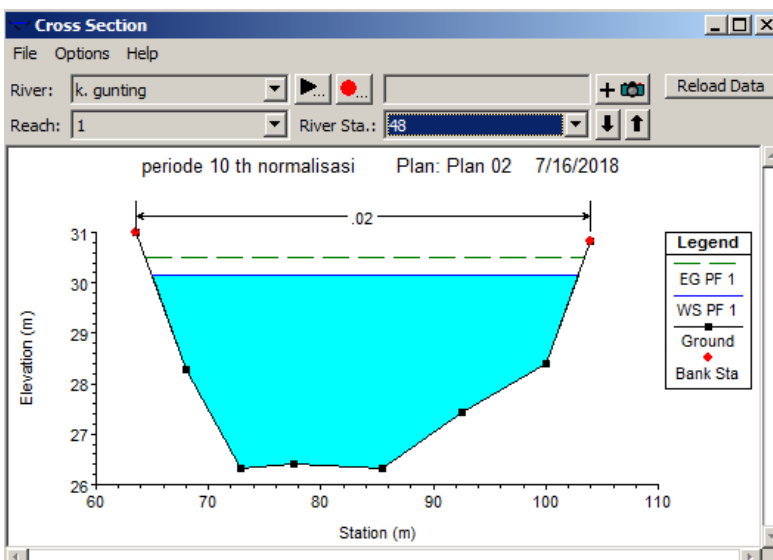 Cross Section
File Options Help
River: k. gunting
Reload Data
Reach: 1 River Sta.: 48
periode 10 th normalisasi Plan: Plan 02 7/16/2018
.02
Legend
EG PF 1
WS PF 1
Ground
Bank Sta
31
30
29
28
27
26
Elevation (m)
60 70 80 90 100 110
Station (m)